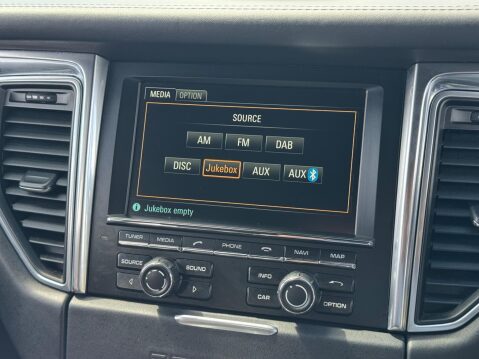 MEDIA OPTION
SOURCE
AM FM DAB
DISC Jukebox AUX AUX
Jukebox empty
TUNER MEDIA PHONE NAVI MAP
SOURCE SOUND INFO
CAR OPTION